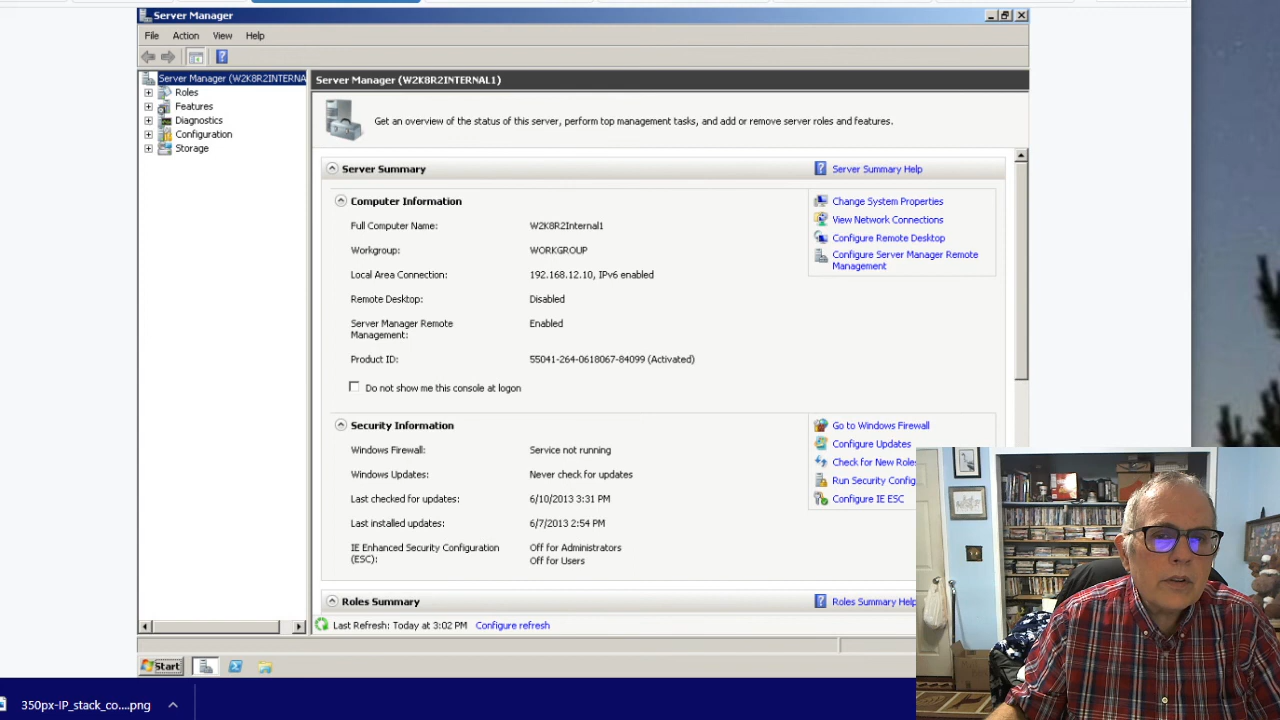 Server Manager
File Action View Help
Server Manager (W2K8R2INTERNA
Roles
Features
Diagnostics
Configuration
Storage
Server Manager (W2K8R2INTERNAL1)
Get an overview of the status of this server, perform top management tasks, and add or remove server roles and features.
Server Summary
Server Summary Help
Computer Information
Full Computer Name: W2K8R2Internal1
Workgroup: WORKGROUP
Local Area Connection: 192.168.12.10, IPv6 enabled
Remote Desktop: Disabled
Server Manager Remote
Management:
Enabled
Product ID: 55041-264-0618067-84099 (Activated)
Do not show me this console at logon
Change System Properties
View Network Connections
Configure Remote Desktop
Configure Server Manager Remote
Management
Security Information
Windows Firewall: Service not running
Windows Updates: Never check for updates
Last checked for updates: 6/10/2013 3:31 PM
Last installed updates: 6/7/2013 2:54 PM
IE Enhanced Security Configuration
(ESC):
Off for Administrators
Off for Users
Go to Windows Firewall
Configure Updates
Check for New Roles
Run Security Config
Configure IE ESC
Roles Summary
Roles Summary Help
Last Refresh: Today at 3:02 PM Configure refresh
Start
350px-IP_stack_co....png